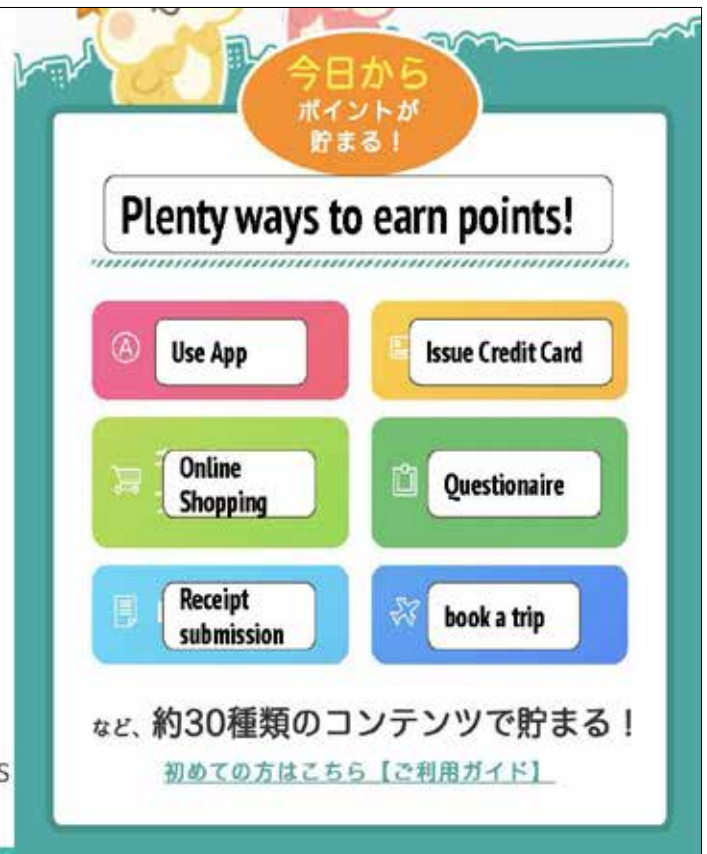 今日から
ポイントが
貯まる!
Plenty ways to earn points!
Use App
Issue Credit Card
Online
Shopping
Questionaire
Receipt
submission
book a trip
など、約30種類のコンテンツで貯まる!
初めての方はこちら【ご利用ガイド】
S